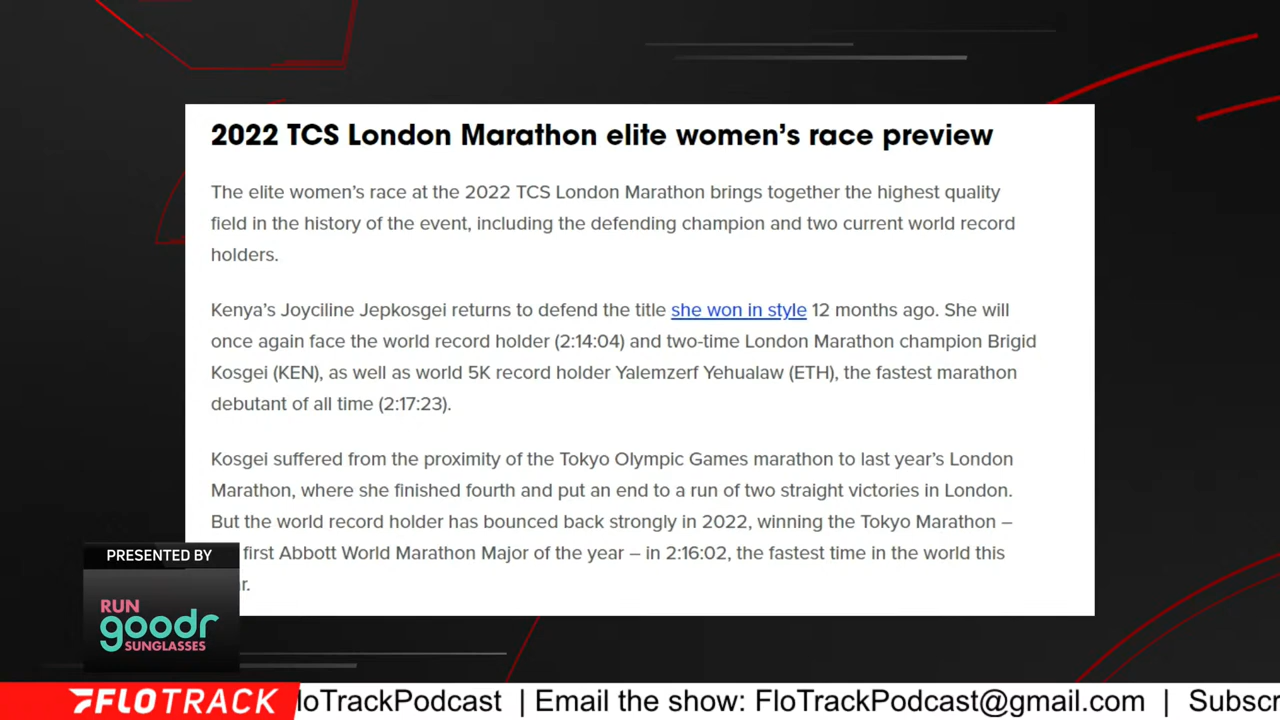 2022 TCS London Marathon elite women's race preview
The elite women's race at the 2022 TCS London Marathon brings together the highest quality
field in the history of the event, including the defending champion and two current world record
holders.
Kenya's Joyciline Jepkosgei returns to defend the title she won in style 12 months ago. She will
once again face the world record holder (2:14:04) and two-time London Marathon champion Brigid
Kosgei (KEN), as well as world 5K record holder Yalemzerf Yehualaw (ETH), the fastest marathon
debutant of all time (2:17:23).
Kosgei suffered from the proximity of the Tokyo Olympic Games marathon to last year's London
Marathon, where she finished fourth and put an end to a run of two straight victories in London.
But the world record holder has bounced back strongly in 2022, winning the Tokyo Marathon –
first Abbott World Marathon Major of the year – in 2:16:02, the fastest time in the world this
PRESENTED BY
RUN
goodr
SUNGLASSES
FLOTRACK
loTrackPodcast | Email the show: FloTrackPodcast@gmail.com | Subscr